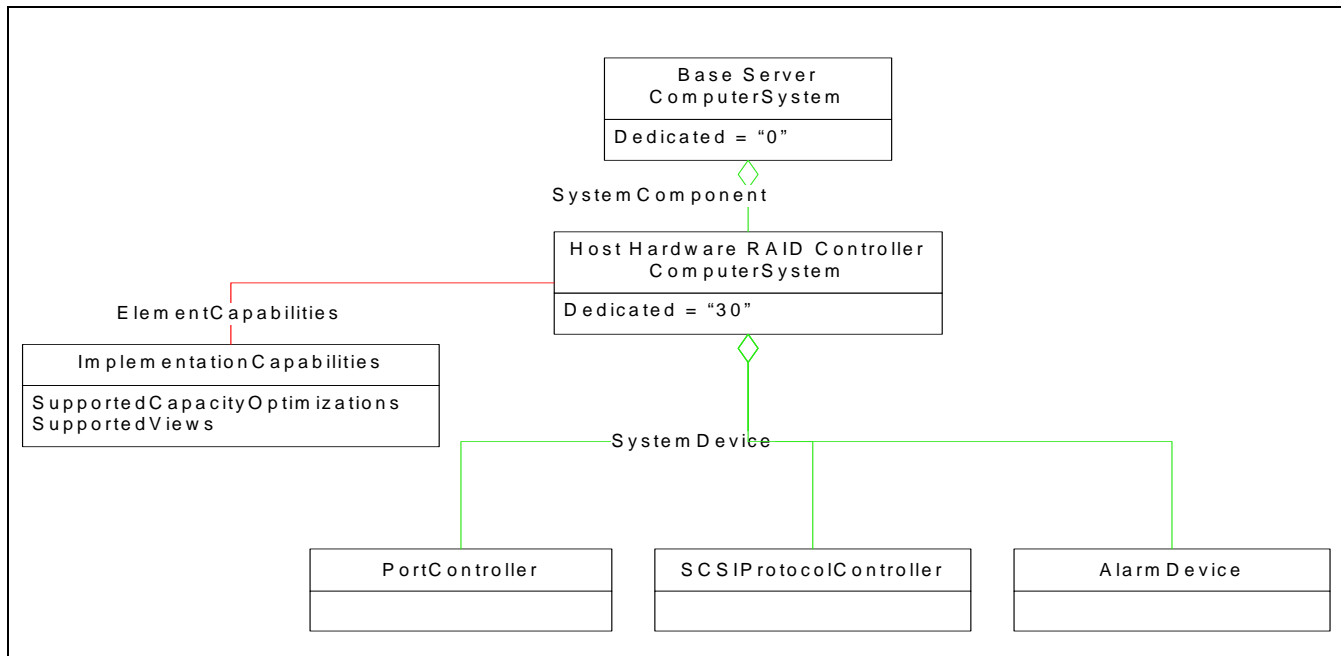 Base Server
ComputerSystem
Dedicated = “0”
SystemComponent
Host Hardware RAID Controller
ComputerSystem
Dedicated = “30”
ElementCapabilities
ImplementationCapabilities
SupportedCapacityOptimizations
SupportedViews
SystemDevice
PortController
SCSIProtocolController
AlarmDevice